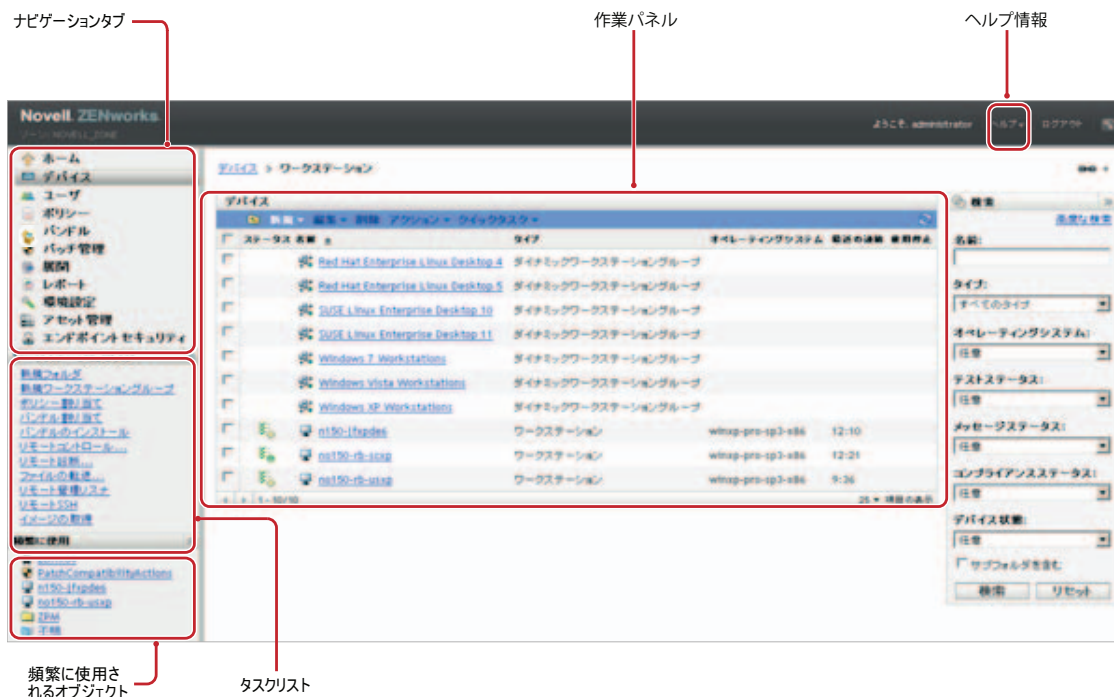 ナビゲーションタブ
作業パネル
ヘルプ情報
Novell ZENworks
ゾーン: NOVELL_ZONE
ようこそ, administrator ヘルプ ログアウト
ホーム
デバイス
ユーザ
ポリシー
バンドル
パッチ管理
展開
レポート
環境設定
アセット管理
エンドポイントセキュリティ
新規フォルダ
新規ワークステーショングループ
ポリシー割り当て
バンドル割り当て
バンドルのインストール
リモートコントロール...
リモート診断...
ファイルの転送...
リモート管理リスナ
リモートSSH
イメージの取得
頻繁に使用
PatchCompatibilityActions
n150-jfxpdes
no150-rb-usxp
ZPM
不明
デバイス > ワークステーション
デバイス
新規 編集 削除 アクション クイックタスク
ステータス 名前 タイプ オペレーティングシステム 最近の連絡 使用停止
Red Hat Enterprise Linux Desktop 4 ダイナミックワークステーショングループ
Red Hat Enterprise Linux Desktop 5 ダイナミックワークステーショングループ
SUSE Linux Enterprise Desktop 10 ダイナミックワークステーショングループ
SUSE Linux Enterprise Desktop 11 ダイナミックワークステーショングループ
Windows 7 Workstations ダイナミックワークステーショングループ
Windows Vista Workstations ダイナミックワークステーショングループ
Windows XP Workstations ダイナミックワークステーショングループ
n150-jfxpdes ワークステーション winxp-pro-sp3-x86 12:10
no150-rb-scxp ワークステーション winxp-pro-sp3-x86 12:21
no150-rb-usxp ワークステーション winxp-pro-sp3-x86 9:36
1 - 10/10 25 項目の表示
検索
高度な検索
名前:
タイプ:
すべてのタイプ
オペレーティングシステム:
任意
テストステータス:
任意
メッセージステータス:
任意
コンプライアンスステータス:
任意
デバイス状態:
任意
サブフォルダを含む
検索 リセット
頻繁に使用さ
れるオブジェクト
タスクリスト